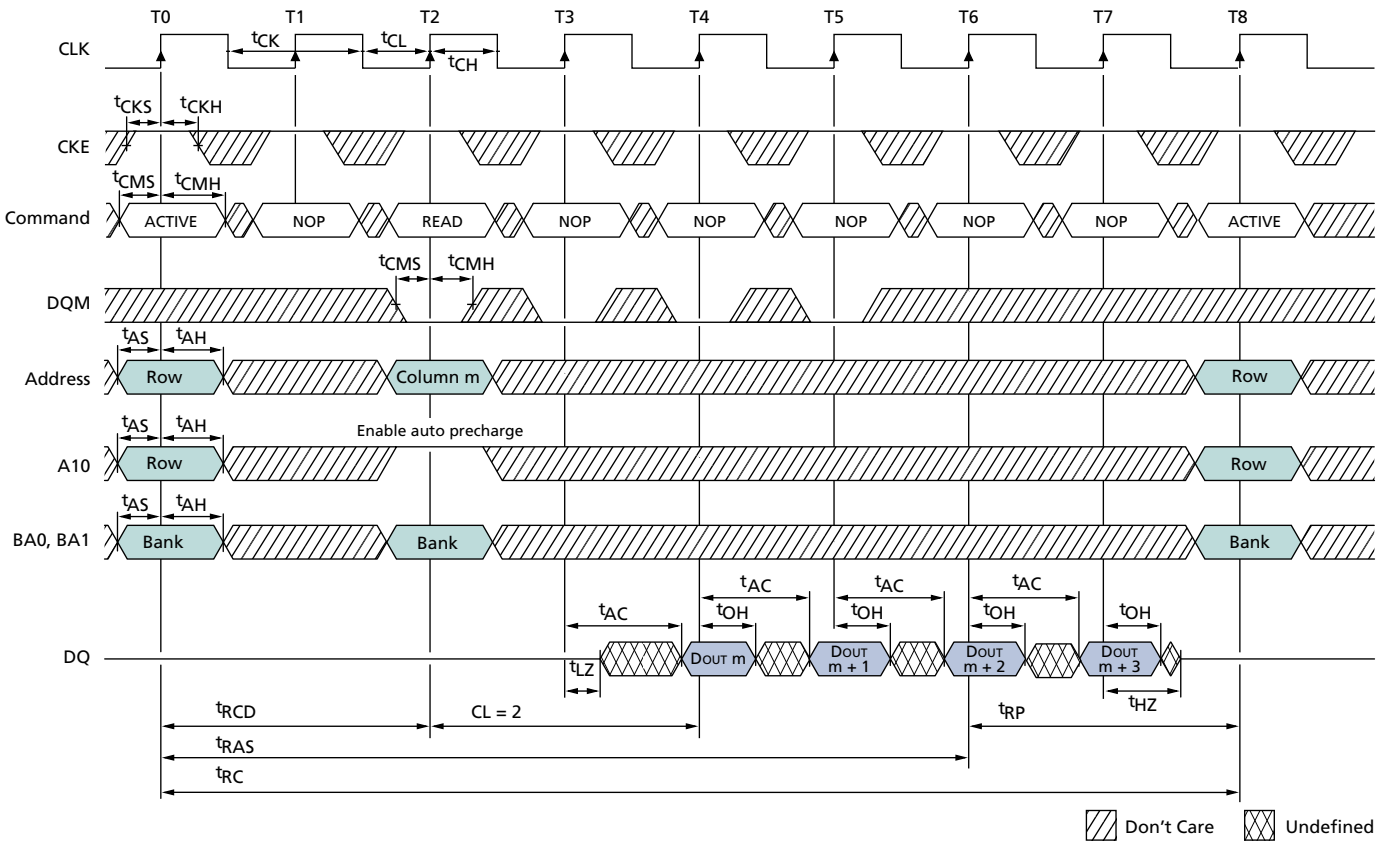 T0 T1 T2 T3 T4 T5 T6 T7 T8
CLK
tCK tCL
tCH
tCKS tCKH
CKE
tCMS tCMH
Command ACTIVE NOP READ NOP NOP NOP NOP NOP ACTIVE
tCMS tCMH
DQM
tAS tAH
Address Row Column m Row
tAS tAH Enable auto precharge
A10 Row Row
tAS tAH
BA0, BA1 Bank Bank Bank
tAC tAC tAC
tAC tOH tOH tOH tOH
DQ DOUT m DOUT m + 1 DOUT m + 2 DOUT m + 3
tLZ tHZ
tRCD CL = 2 tRP
tRAS
tRC
Don't Care Undefined